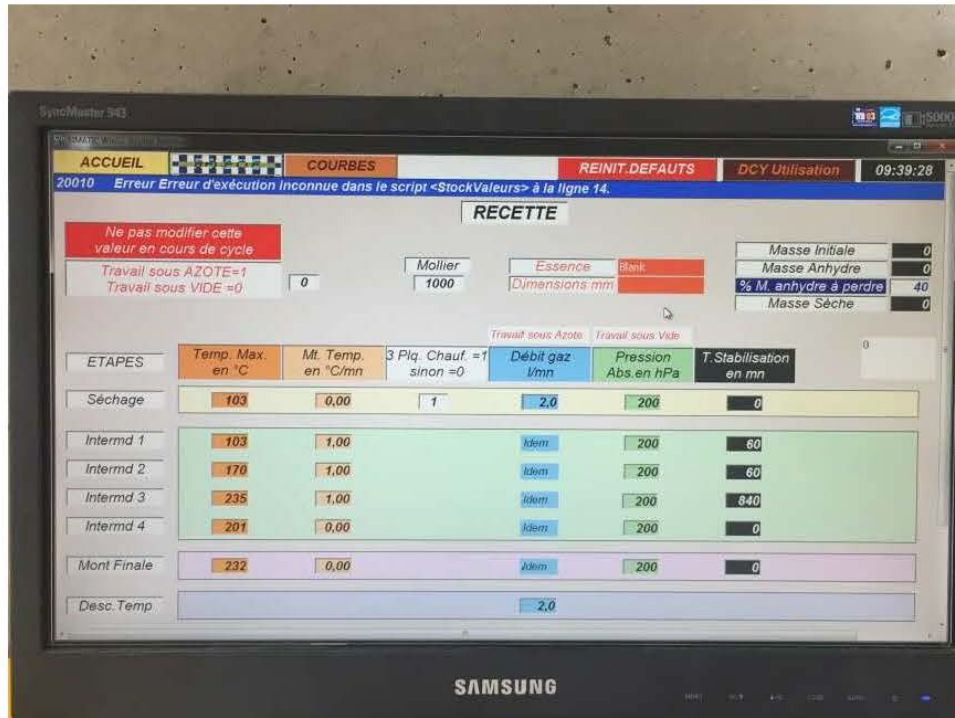 SyncMaster 943
ACCUEIL COURBES REINIT.DEFAUTS DCY Utilisation 09:39:28
20010 Erreur Erreur d'exécution inconnue dans le script <StockValeurs> à la ligne 14.
RECETTE
Ne pas modifier cette
valeur en cours de cycle
Travail sous AZOTE=1
Travail sous VIDE =0
0
Mollier
1000
Essence Blank
Dimensions mm
Masse Initiale 0
Masse Anhydre 0
% M. anhydre à perdre 40
Masse Sèche 0
Travail sous Azote Travail sous Vide
0
ETAPES
Temp. Max.
en °C
Mt. Temp.
en °C/mn
3 Plq. Chauf. =1
sinon =0
Débit gaz
l/mn
Pression
Abs.en hPa
T.Stabilisation
en mn
Séchage 103 0,00 1 2,0 200 0
Intermd 1 103 1,00 Idem 200 60
Intermd 2 170 1,00 Idem 200 60
Intermd 3 235 1,00 Idem 200 840
Intermd 4 201 0,00 Idem 200 0
Mont Finale 232 0,00 Idem 200 0
Desc.Temp 2,0
SAMSUNG